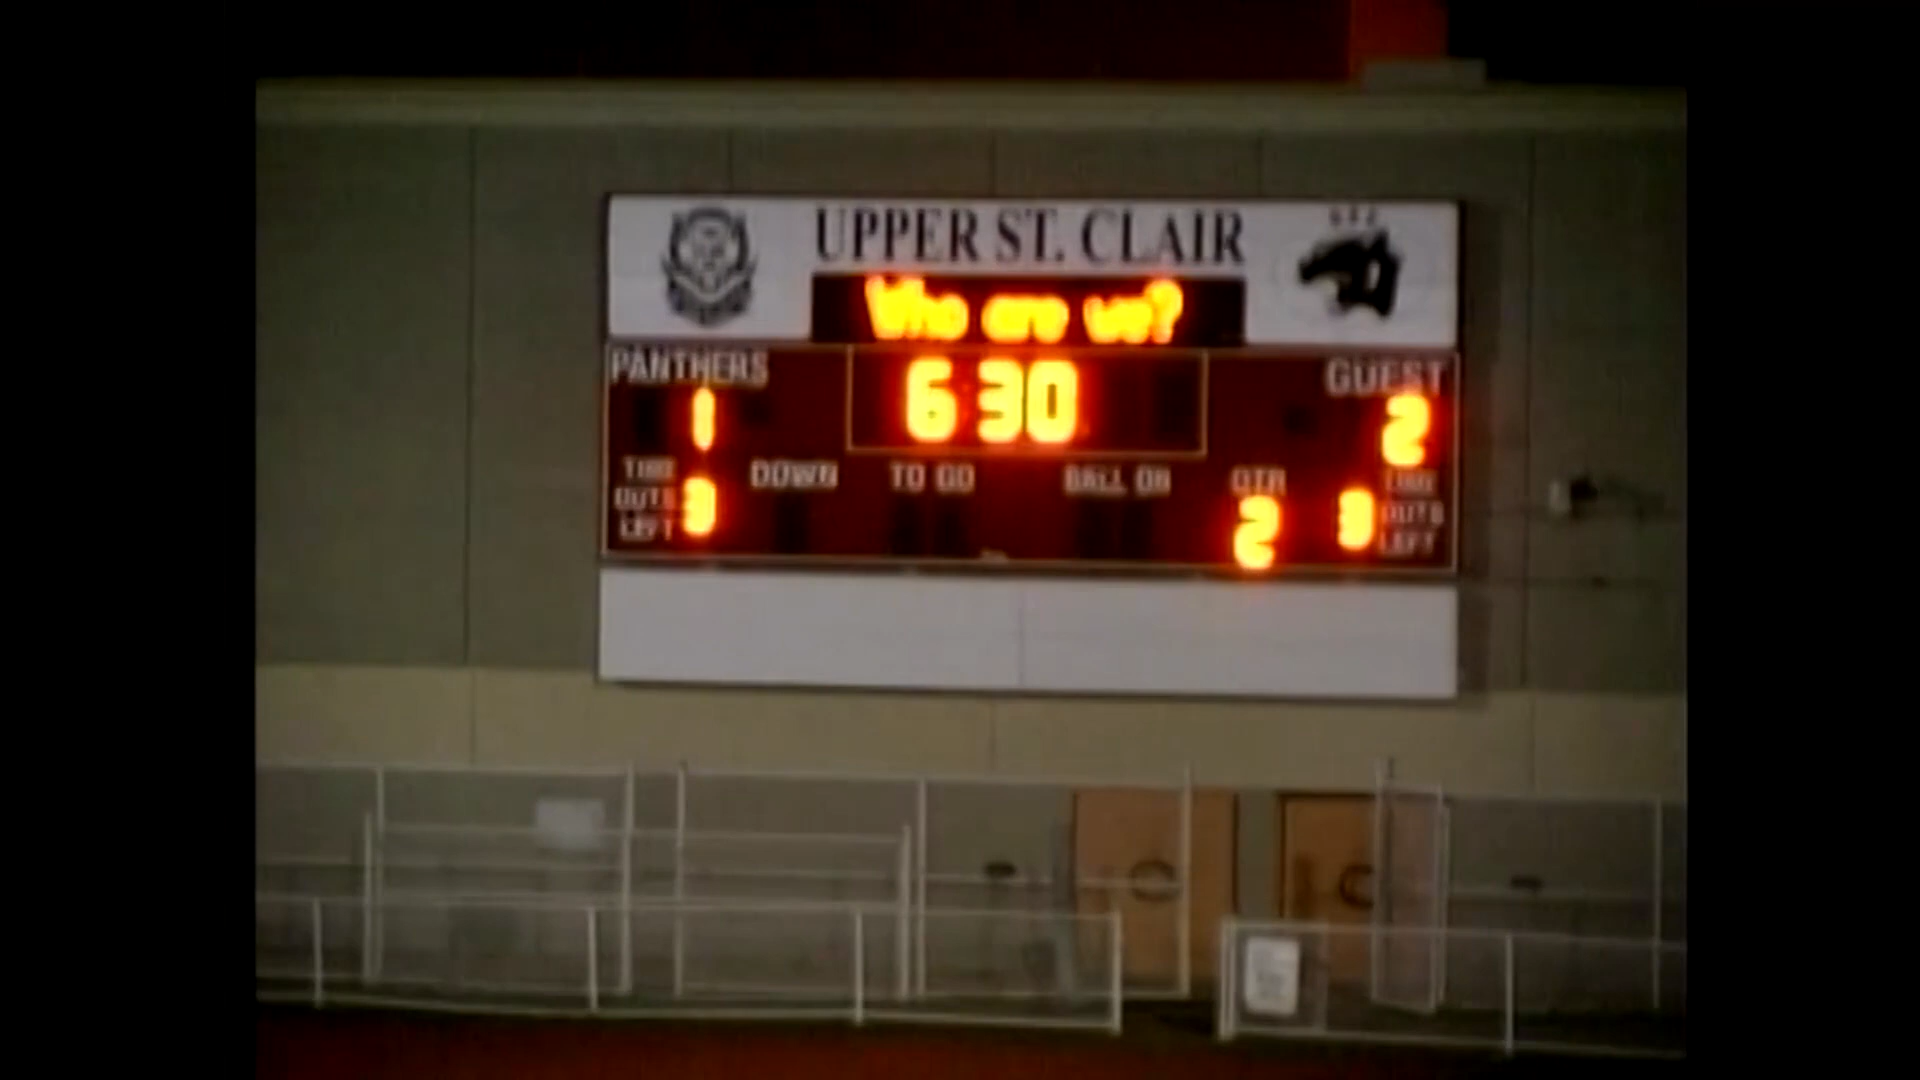 UPPER ST. CLAIR
Who are we?
PANTHERS
6:30
GUEST
1
2
TIME OUTS LEFT
3
DOWN
TO GO
BALL ON
QTR
2
3
TIME OUTS LEFT